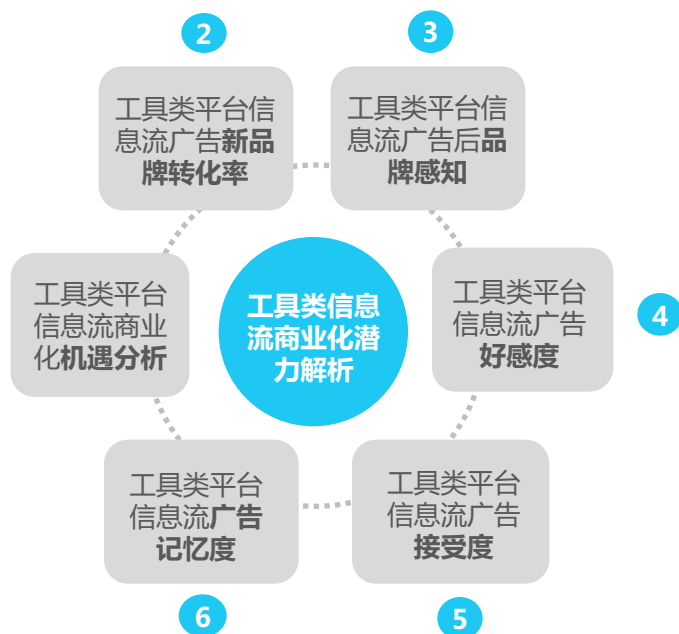 2
3
工具类平台信
息流广告新品
牌转化率
工具类平台信
息流广告后品
牌感知
工具类平台
信息流商业
化机遇分析
工具类信息
流商业化潜
力解析
工具类平台
信息流广告
好感度
4
工具类平台
信息流广告
记忆度
工具类平台
信息流广告
接受度
6
5